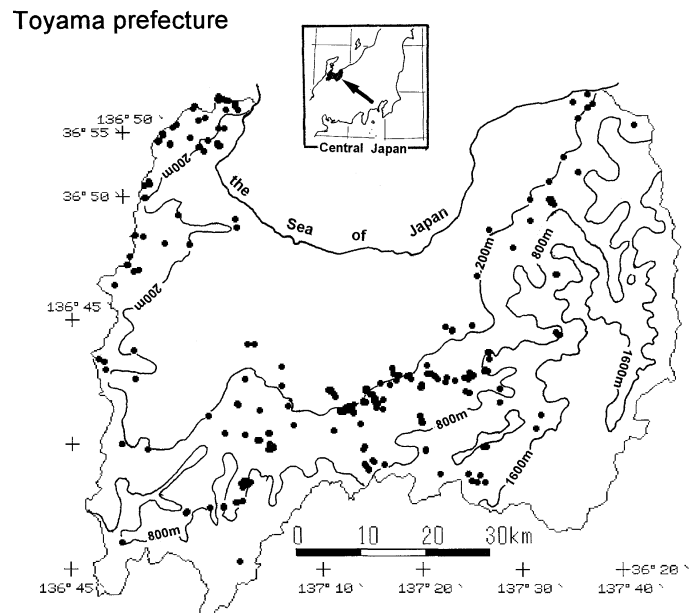 Toyama prefecture
Central Japan
136° 50`
36° 55
36° 50
200m
the Sea of Japan
200m
800m
200m
136° 45`
1600m
800m
1600m
800m
0 10 20 30km
136° 45` 137° 10` 137° 20` 137° 30` 137° 40`
36° 20`